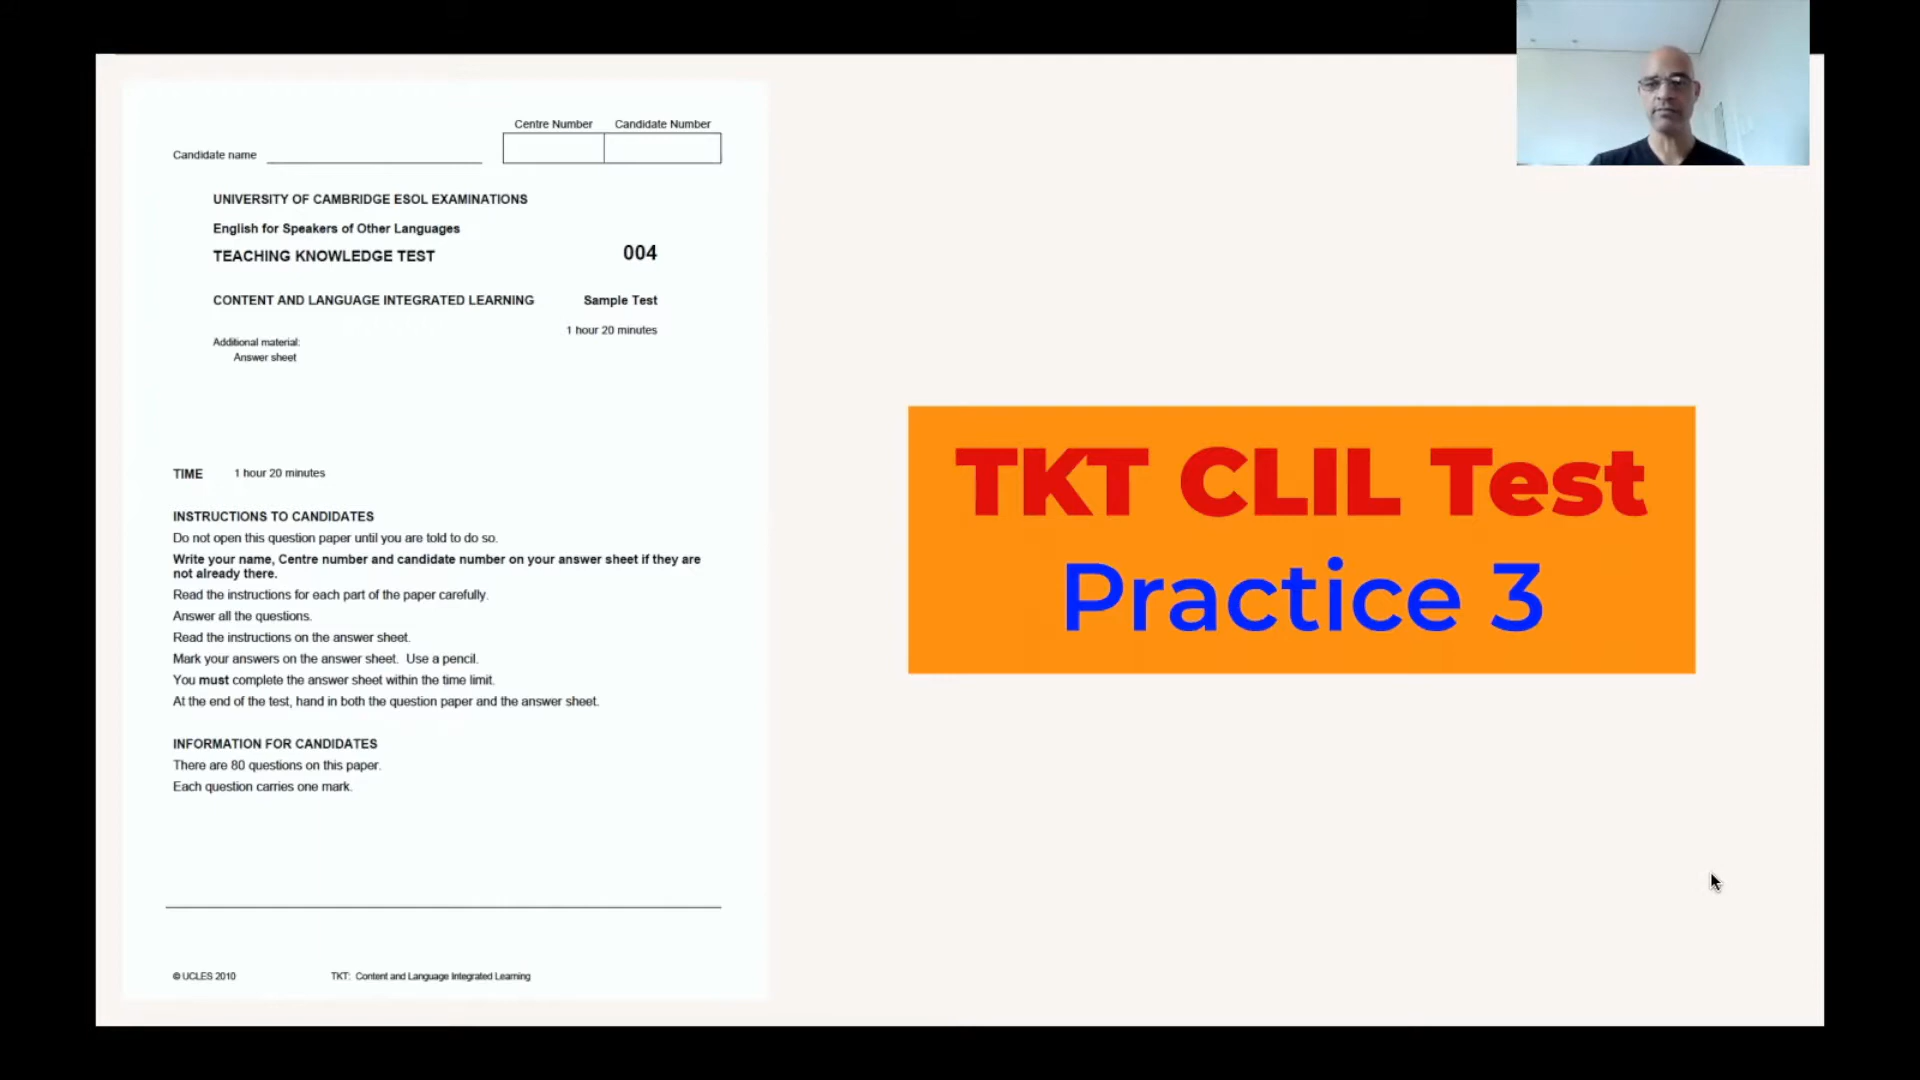 Centre Number Candidate Number
Candidate name
UNIVERSITY OF CAMBRIDGE ESOL EXAMINATIONS
English for Speakers of Other Languages
TEACHING KNOWLEDGE TEST 004
CONTENT AND LANGUAGE INTEGRATED LEARNING Sample Test
1 hour 20 minutes
Additional material:
Answer sheet
TIME 1 hour 20 minutes
INSTRUCTIONS TO CANDIDATES
Do not open this question paper until you are told to do so.
Write your name, Centre number and candidate number on your answer sheet if they are
not already there.
Read the instructions for each part of the paper carefully.
Answer all the questions.
Read the instructions on the answer sheet.
Mark your answers on the answer sheet. Use a pencil.
You must complete the answer sheet within the time limit.
At the end of the test, hand in both the question paper and the answer sheet.
INFORMATION FOR CANDIDATES
There are 80 questions on this paper.
Each question carries one mark.
© UCLES 2010 TKT: Content and Language Integrated Learning
TKT CLIL Test
Practice 3